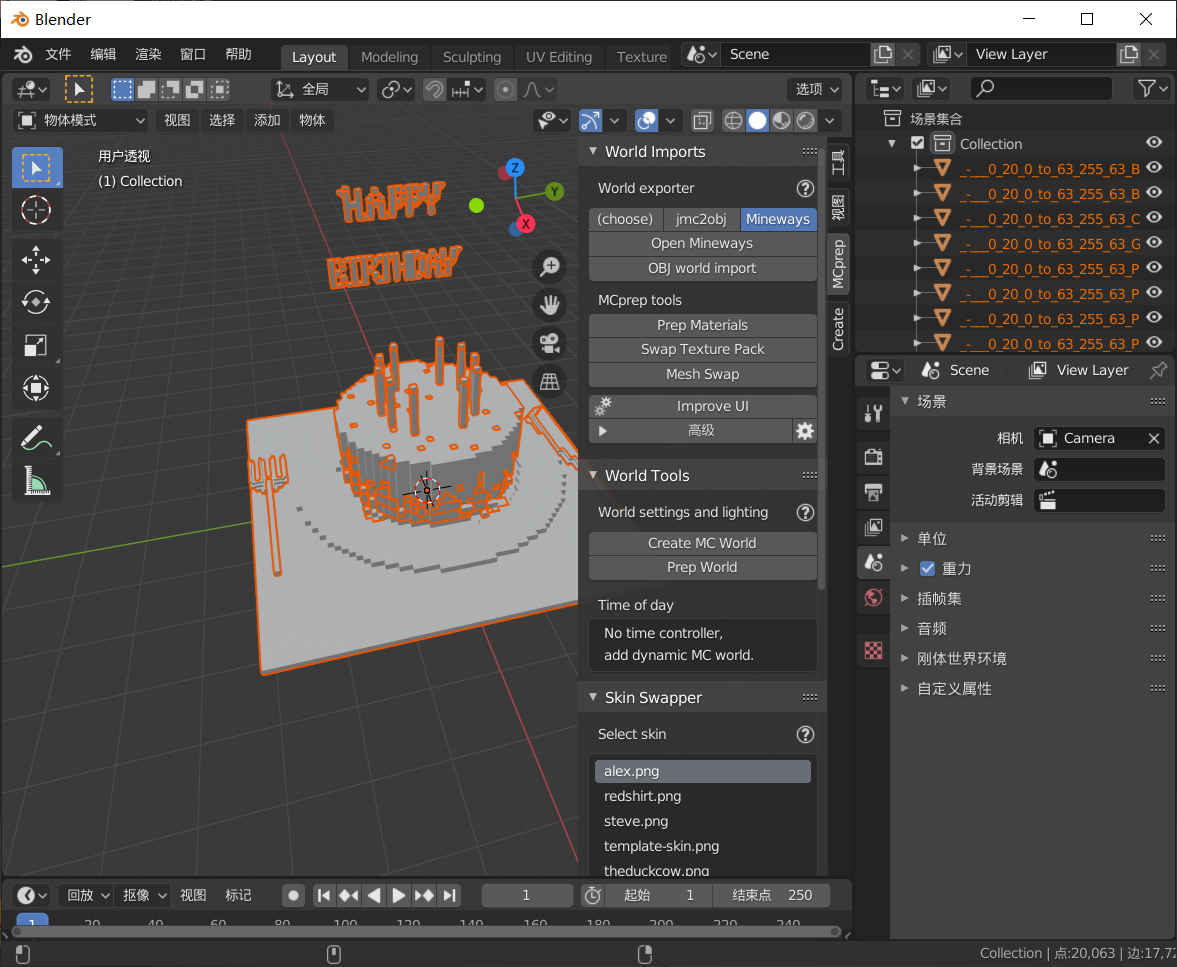 Blender
文件 编辑 渲染 窗口 帮助 Layout Modeling Sculpting UV Editing Texture Scene View Layer
全局 选项
物体模式 视图 选择 添加 物体
用户透视
(1) Collection
HAPPY
BIRTHDAY
Z
Y
X
World Imports
World exporter
(choose) jmc2obj Mineways
Open Mineways
OBJ world import
MCprep tools
Prep Materials
Swap Texture Pack
Mesh Swap
Improve UI
高级
World Tools
World settings and lighting
Create MC World
Prep World
Time of day
No time controller,
add dynamic MC world.
Skin Swapper
Select skin
alex.png
redshirt.png
steve.png
template-skin.png
theduckcow.png
工具
视图
MCprep
Create
场景集合
Collection
_-___0_20_0_to_63_255_63_B
_-___0_20_0_to_63_255_63_B
_-___0_20_0_to_63_255_63_C
_-___0_20_0_to_63_255_63_G
_-___0_20_0_to_63_255_63_P
_-___0_20_0_to_63_255_63_P
_-___0_20_0_to_63_255_63_P
_-___0_20_0_to_63_255_63_P
Scene View Layer
场景
相机 Camera
背景场景
活动剪辑
单位
重力
插帧集
音频
刚体世界环境
自定义属性
回放 抠像 视图 标记 1 起始 1 结束点 250
1 20 40 60 80 100 120 140 160 180 200 220 240
Collection | 点:20,063 | 边:17,72